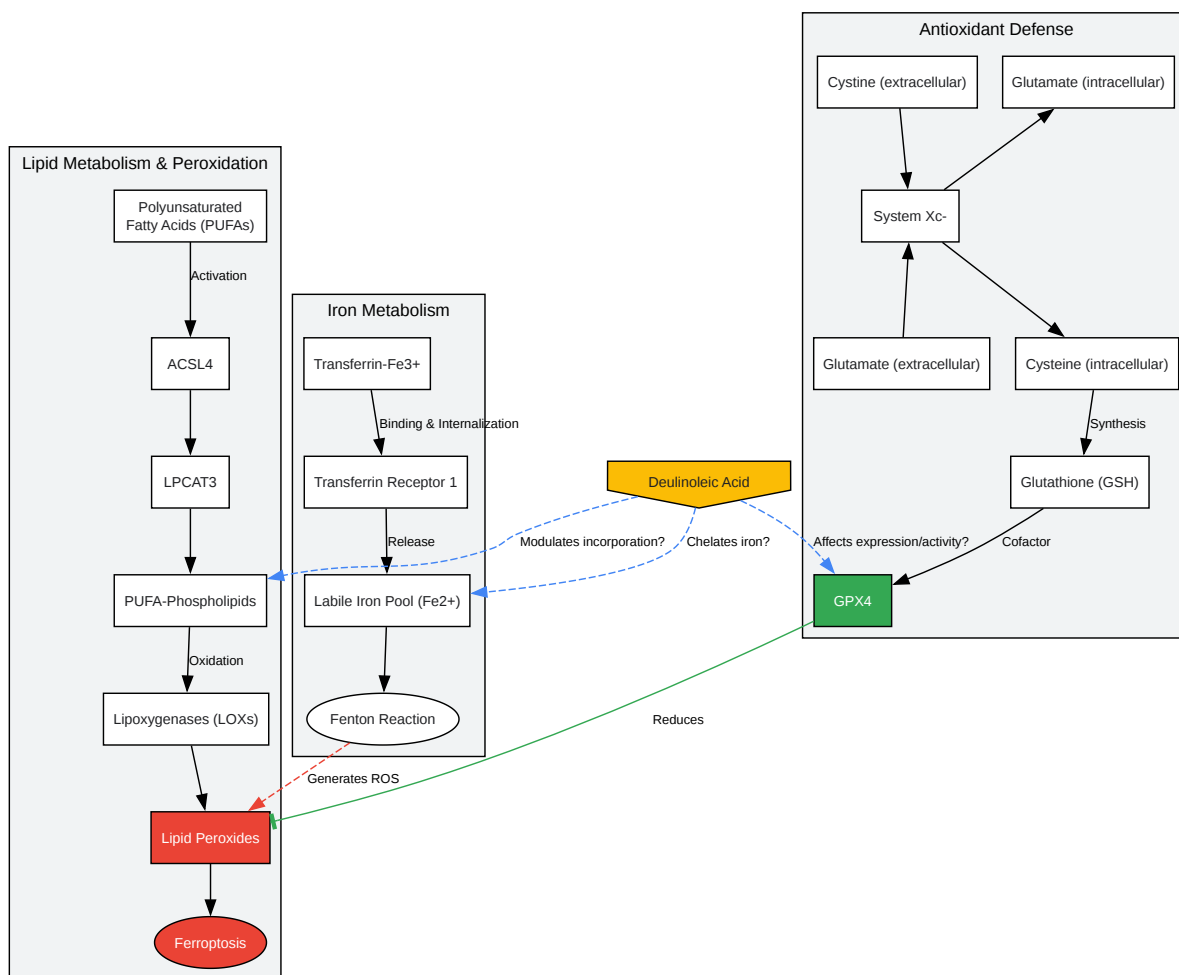 Antioxidant Defense
Cystine (extracellular)
Glutamate (intracellular)
Lipid Metabolism & Peroxidation
Polyunsaturated
Fatty Acids (PUFAs)
System Xc-
Activation
Iron Metabolism
ACSL4
Transferrin-Fe3+
Glutamate (extracellular)
Cysteine (intracellular)
Binding & Internalization
Synthesis
LPCAT3
Transferrin Receptor 1
Deulinoleic Acid
Glutathione (GSH)
Release
Modulates incorporation?
Chelates iron?
Affects expression/activity?
Cofactor
PUFA-Phospholipids
Labile Iron Pool (Fe2+)
GPX4
Oxidation
Lipoxygenases (LOXs)
Fenton Reaction
Reduces
Generates ROS
Lipid Peroxides
Ferroptosis